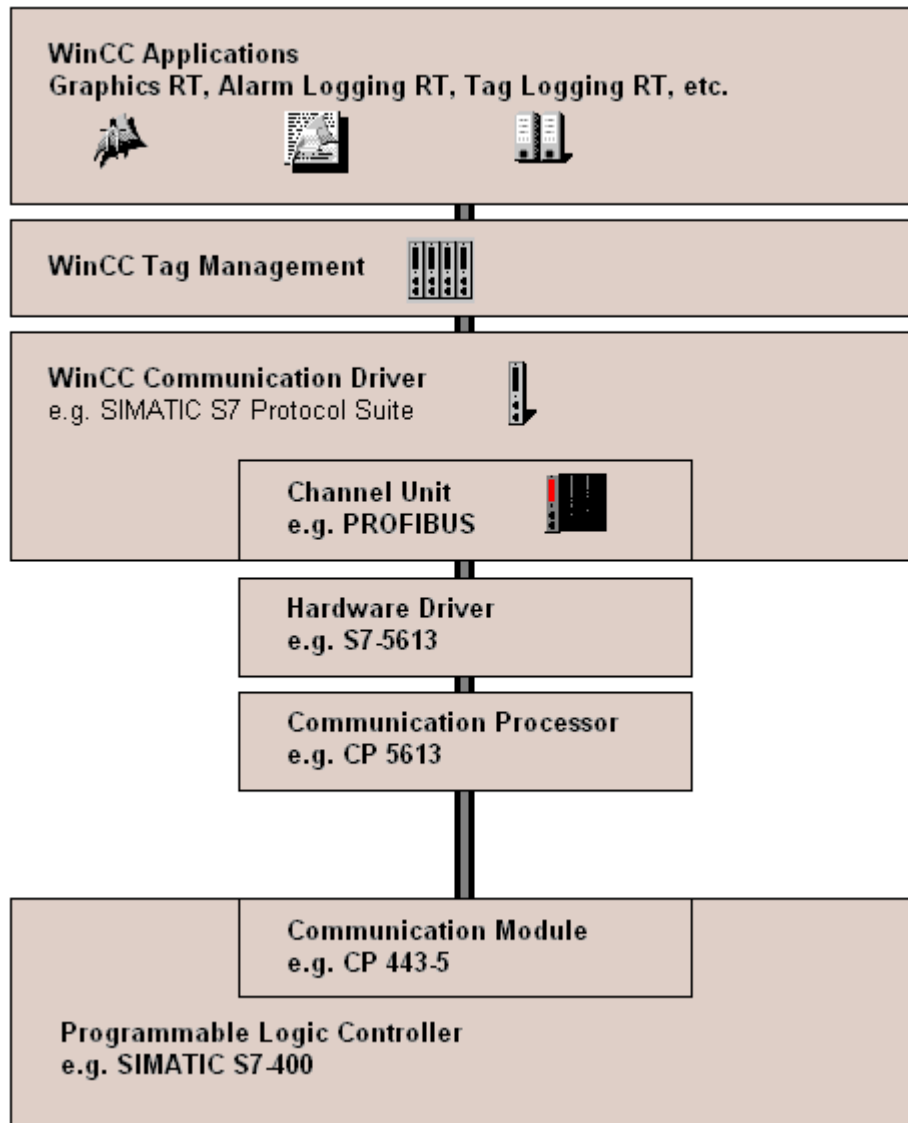 WinCC Applications
Graphics RT, Alarm Logging RT, Tag Logging RT, etc.
WinCC Tag Management
WinCC Communication Driver
e.g. SIMATIC S7 Protocol Suite
Channel Unit
e.g. PROFIBUS
Hardware Driver
e.g. S7-5613
Communication Processor
e.g. CP 5613
Communication Module
e.g. CP 443-5
Programmable Logic Controller
e.g. SIMATIC S7-400